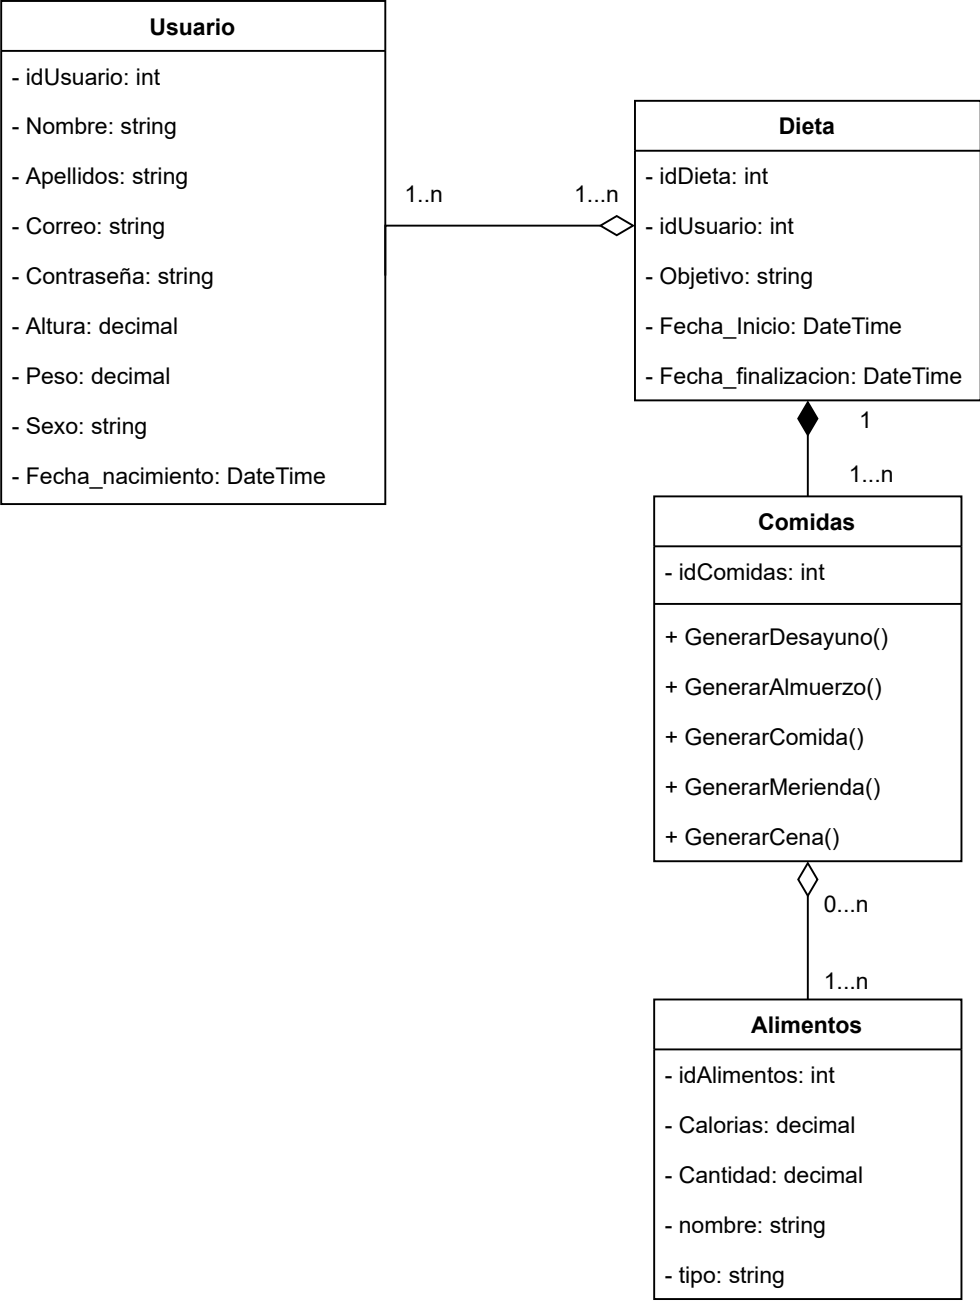 Usuario
- idUsuario: int
- Nombre: string
- Apellidos: string
- Correo: string
- Contraseña: string
- Altura: decimal
- Peso: decimal
- Sexo: string
- Fecha_nacimiento: DateTime
1..n
1..n
Dieta
- idDieta: int
- idUsuario: int
- Objetivo: string
- Fecha_Inicio: DateTime
- Fecha_finalizacion: DateTime
1
1...n
Comidas
- idComidas: int
+ GenerarDesayuno()
+ GenerarAlmuerzo()
+ GenerarComida()
+ GenerarMerienda()
+ GenerarCena()
0...n
1...n
Alimentos
- idAlimentos: int
- Calorias: decimal
- Cantidad: decimal
- nombre: string
- tipo: string